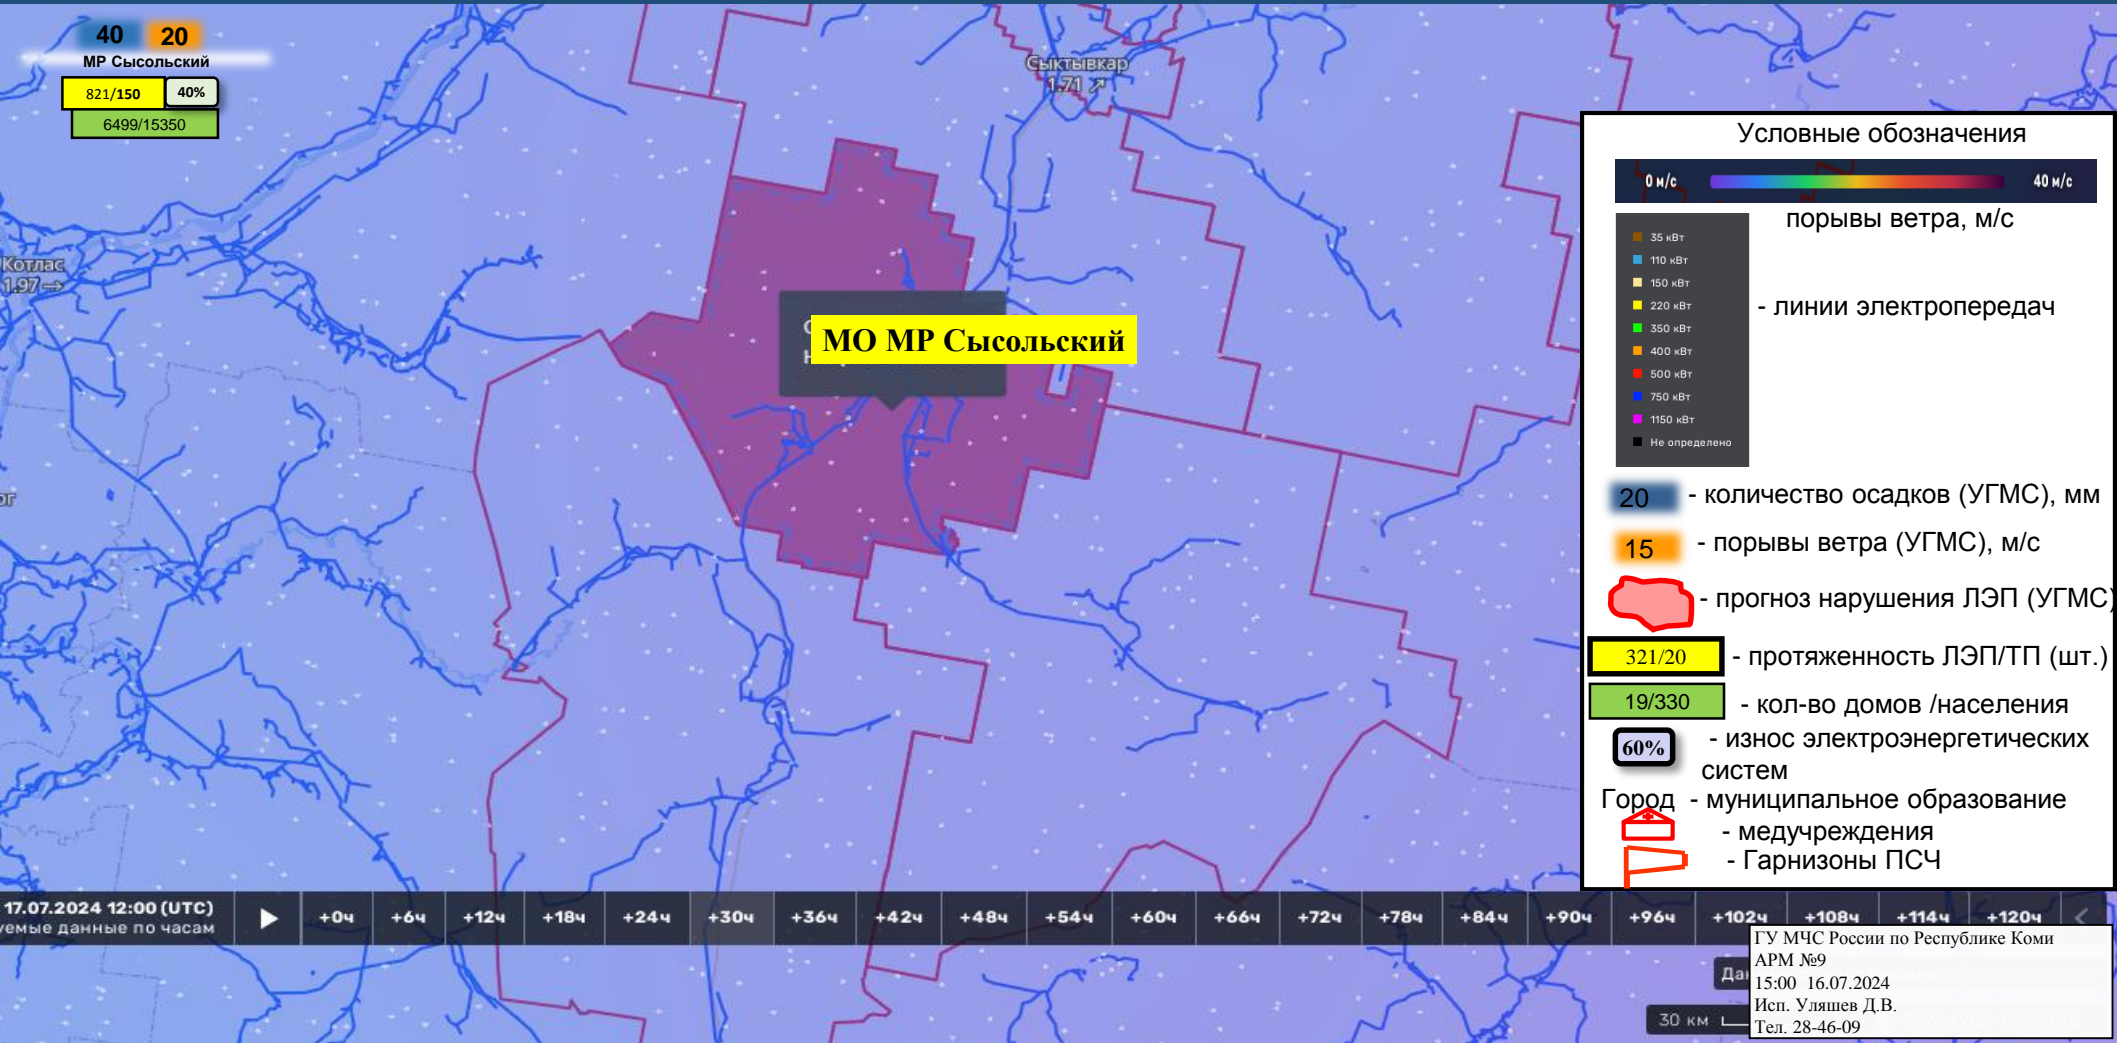 40 20
МР Сысольский
821/150 40%
6499/15350
Сыктывкар
1.71
Котлас
1.97
МО МР Сысольский
Условные обозначения
0 м/с 40 м/с
порывы ветра, м/с
35 кВт
110 кВт
150 кВт
220 кВт
350 кВт
400 кВт
500 кВт
750 кВт
1150 кВт
Не определено
- линии электропередач
20 - количество осадков (УГМС), мм
15 - порывы ветра (УГМС), м/с
- прогноз нарушения ЛЭП (УГМС)
321/20 - протяженность ЛЭП/ТП (шт.)
19/330 - кол-во домов /населения
60% - износ электроэнергетических
систем
Город - муниципальное образование
- медучреждения
- Гарнизоны ПСЧ
17.07.2024 12:00 (UTC)
уемые данные по часам
+0ч +6ч +12ч +18ч +24ч +30ч +36ч +42ч +48ч +54ч +60ч +66ч +72ч +78ч +84ч +90ч +96ч +102ч +108ч +114ч +120ч
ГУ МЧС России по Республике Коми
АРМ №9
15:00 16.07.2024
Исп. Уляшев Д.В.
Тел. 28-46-09
30 км